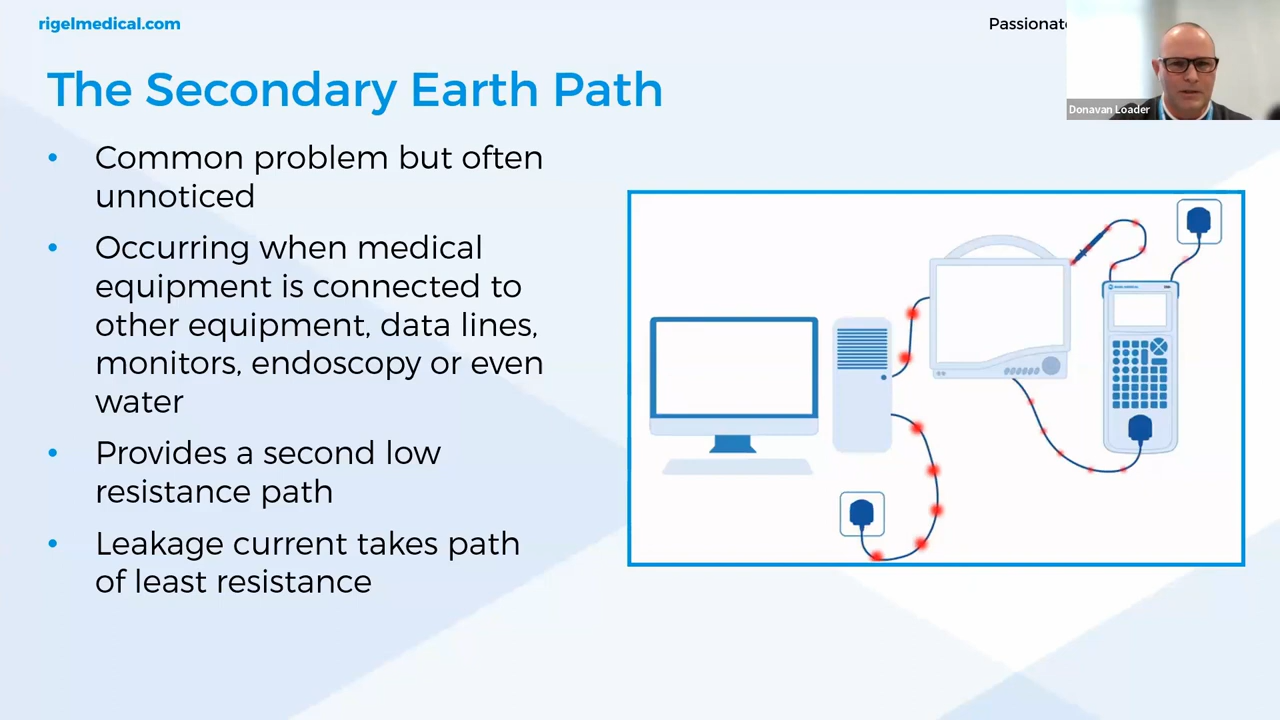 rigelmedical.com
Passionate
Donavan Loader
The Secondary Earth Path
• Common problem but often
unnoticed
• Occurring when medical
equipment is connected to
other equipment, data lines,
monitors, endoscopy or even
water
• Provides a second low
resistance path
• Leakage current takes path
of least resistance